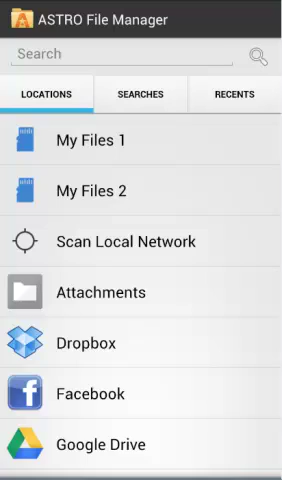 ASTRO File Manager
Search
LOCATIONS SEARCHES RECENTS
My Files 1
My Files 2
Scan Local Network
Attachments
Dropbox
Facebook
Google Drive